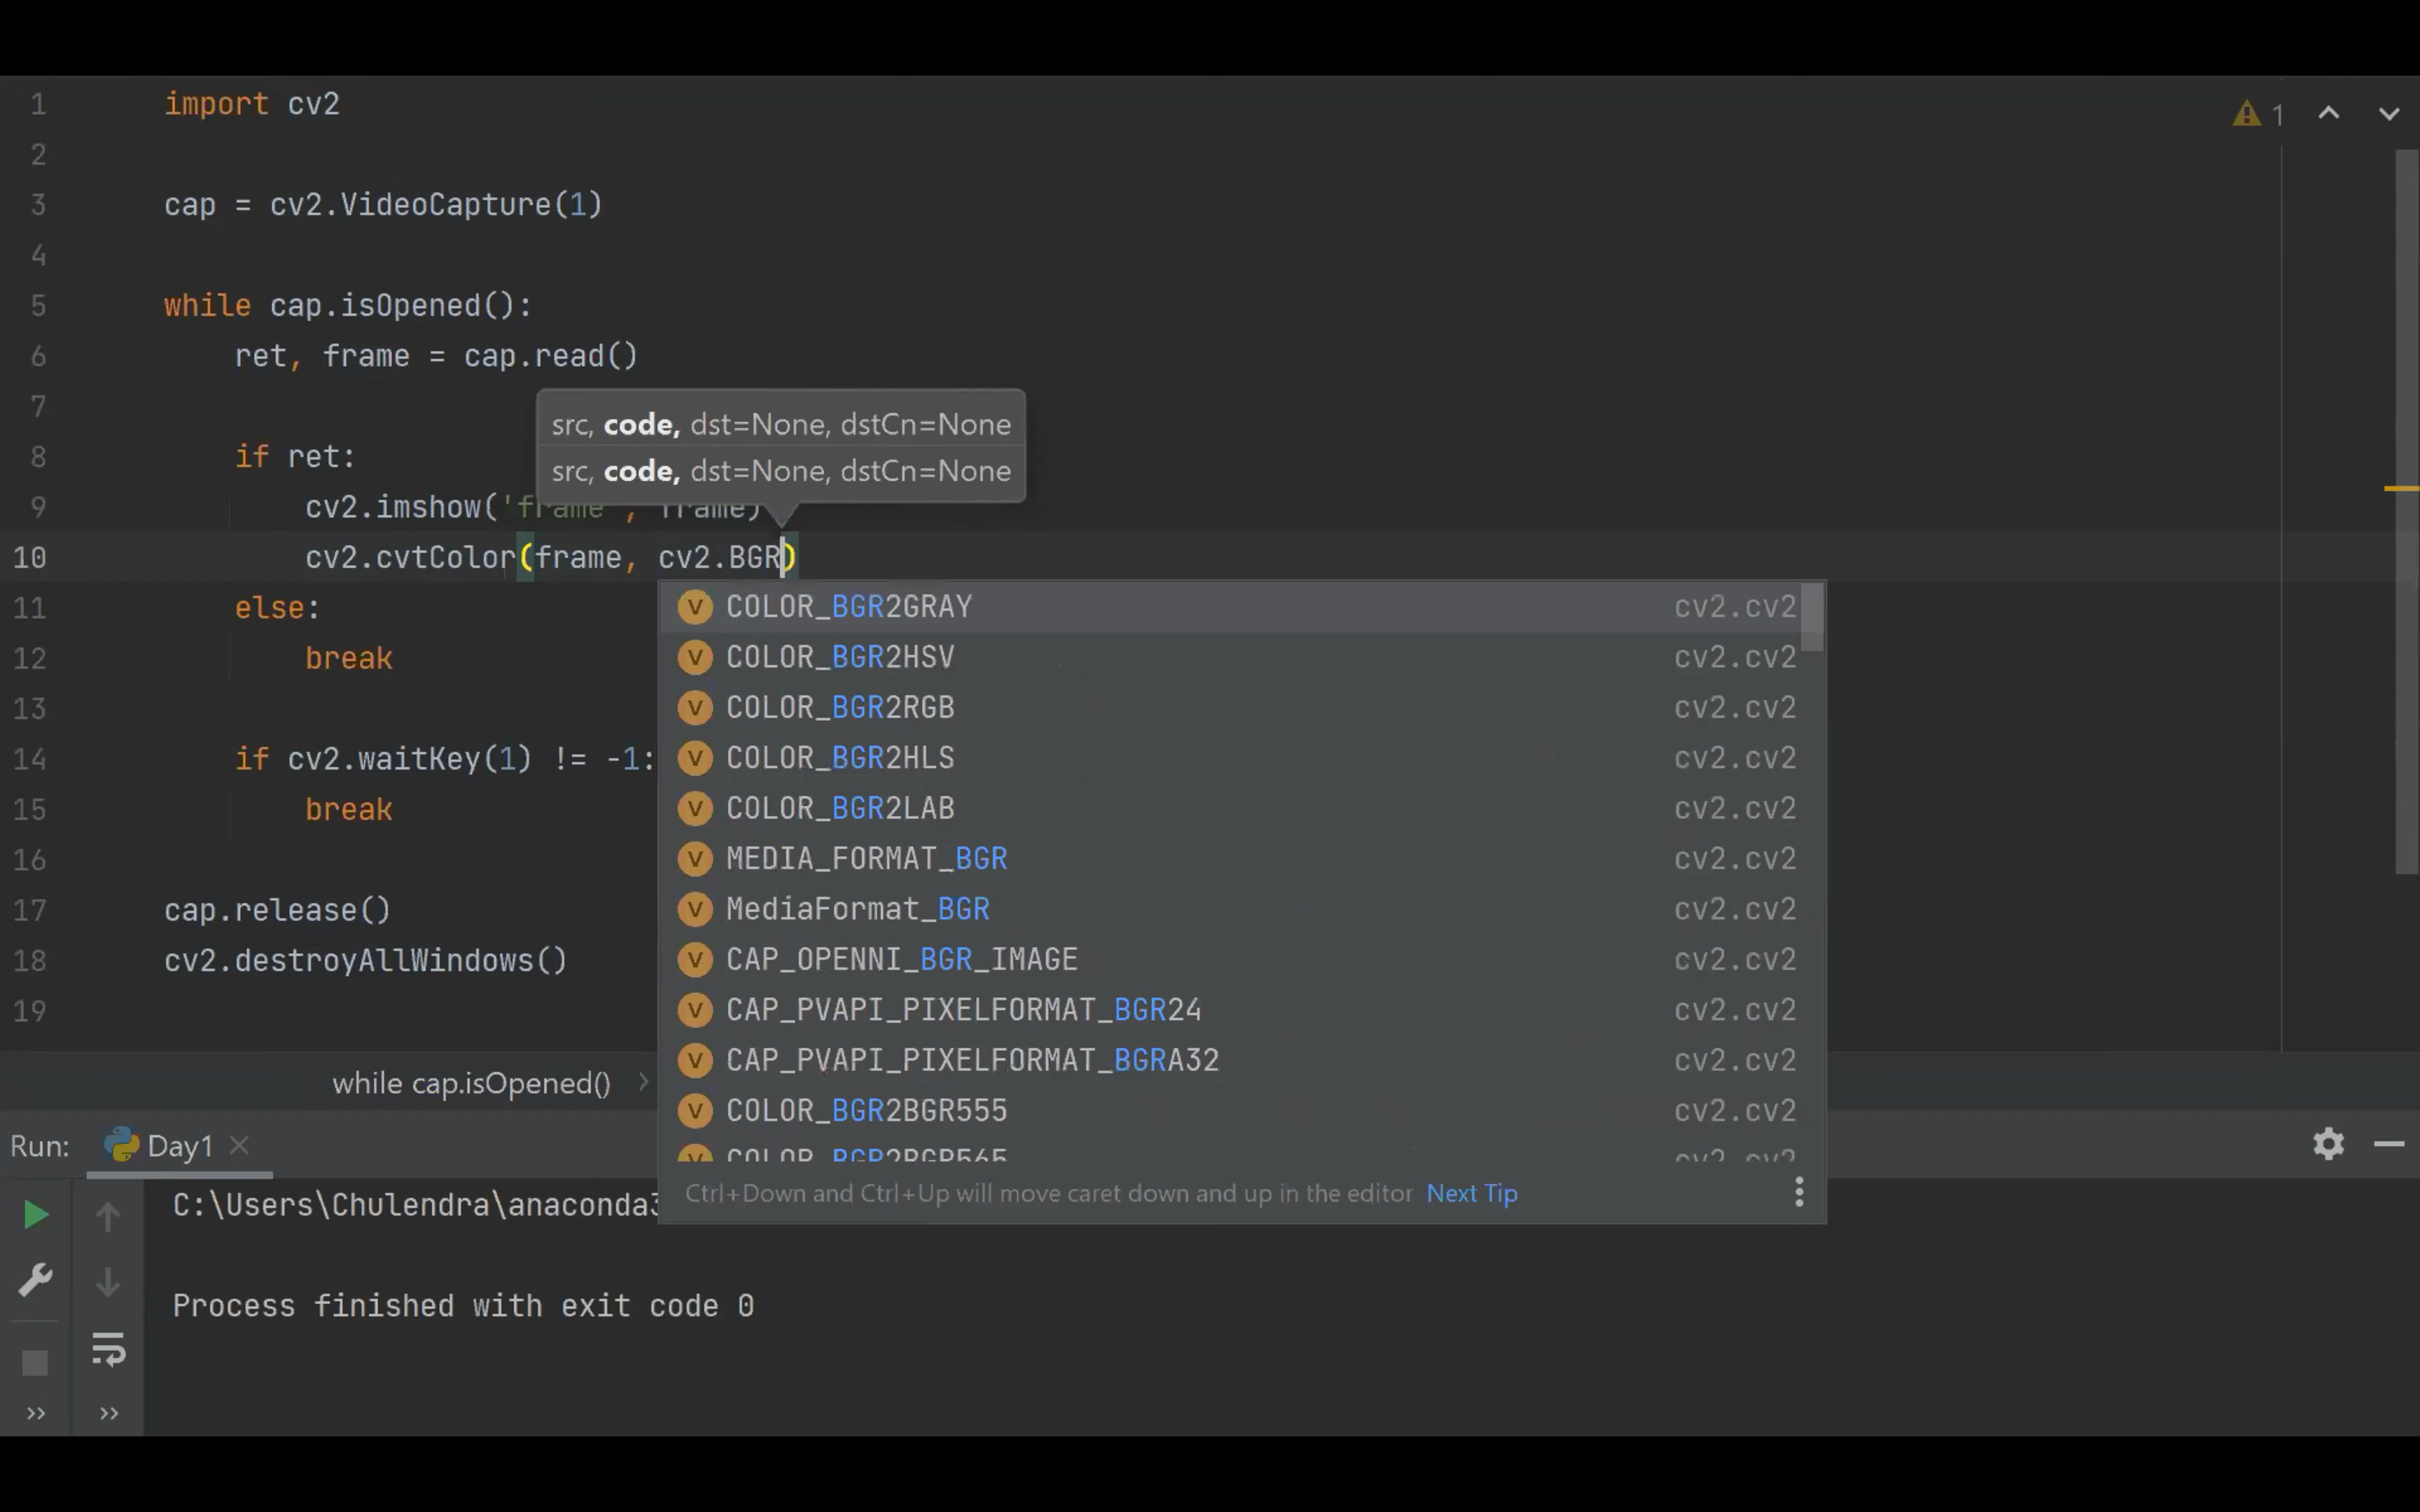 1 import cv2
1
2
3 cap = cv2.VideoCapture(1)
4
5 while cap.isOpened():
6 ret, frame = cap.read()
7
src, code, dst=None, dstCn=None
8 if ret:
src, code, dst=None, dstCn=None
9 cv2.imshow('frame', frame)
10 cv2.cvtColor(frame, cv2.BGR)
11 else:
COLOR_BGR2GRAY cv2.cv2
12 break
COLOR_BGR2HSV cv2.cv2
13
COLOR_BGR2RGB cv2.cv2
14 if cv2.waitKey(1) != -1:
COLOR_BGR2HLS cv2.cv2
15 break
COLOR_BGR2LAB cv2.cv2
16
MEDIA_FORMAT_BGR cv2.cv2
17 cap.release()
MediaFormat_BGR cv2.cv2
18 cv2.destroyAllWindows()
CAP_OPENNI_BGR_IMAGE cv2.cv2
19
CAP_PVAPI_PIXELFORMAT_BGR24 cv2.cv2
CAP_PVAPI_PIXELFORMAT_BGRA32 cv2.cv2
COLOR_BGR2BGR555 cv2.cv2
COLOR_BGR2BGR565 cv2.cv2
Ctrl+Down and Ctrl+Up will move caret down and up in the editor Next Tip
while cap.isOpened()
Run: Day1
C:\Users\Chulendra\anaconda3
Process finished with exit code 0